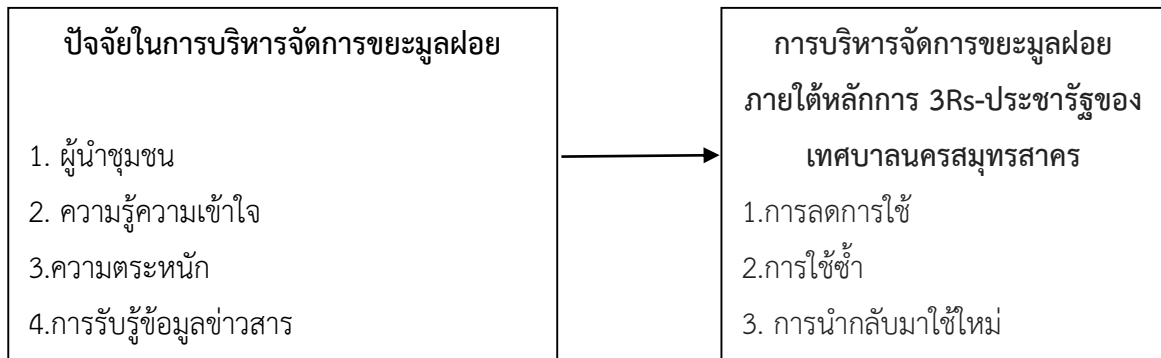 ปัจจัยในการบริหารจัดการขยะมูลฝอย
1. ผู้นำชุมชน
2. ความรู้ความเข้าใจ
3.ความตระหนัก
4.การรับรู้ข้อมูลข่าวสาร
การบริหารจัดการขยะมูลฝอย
ภายใต้หลักการ 3Rs-ประชารัฐของ
เทศบาลนครสมุทรสาคร
1.การลดการใช้
2.การใช้ซ้ำ
3. การนำกลับมาใช้ใหม่